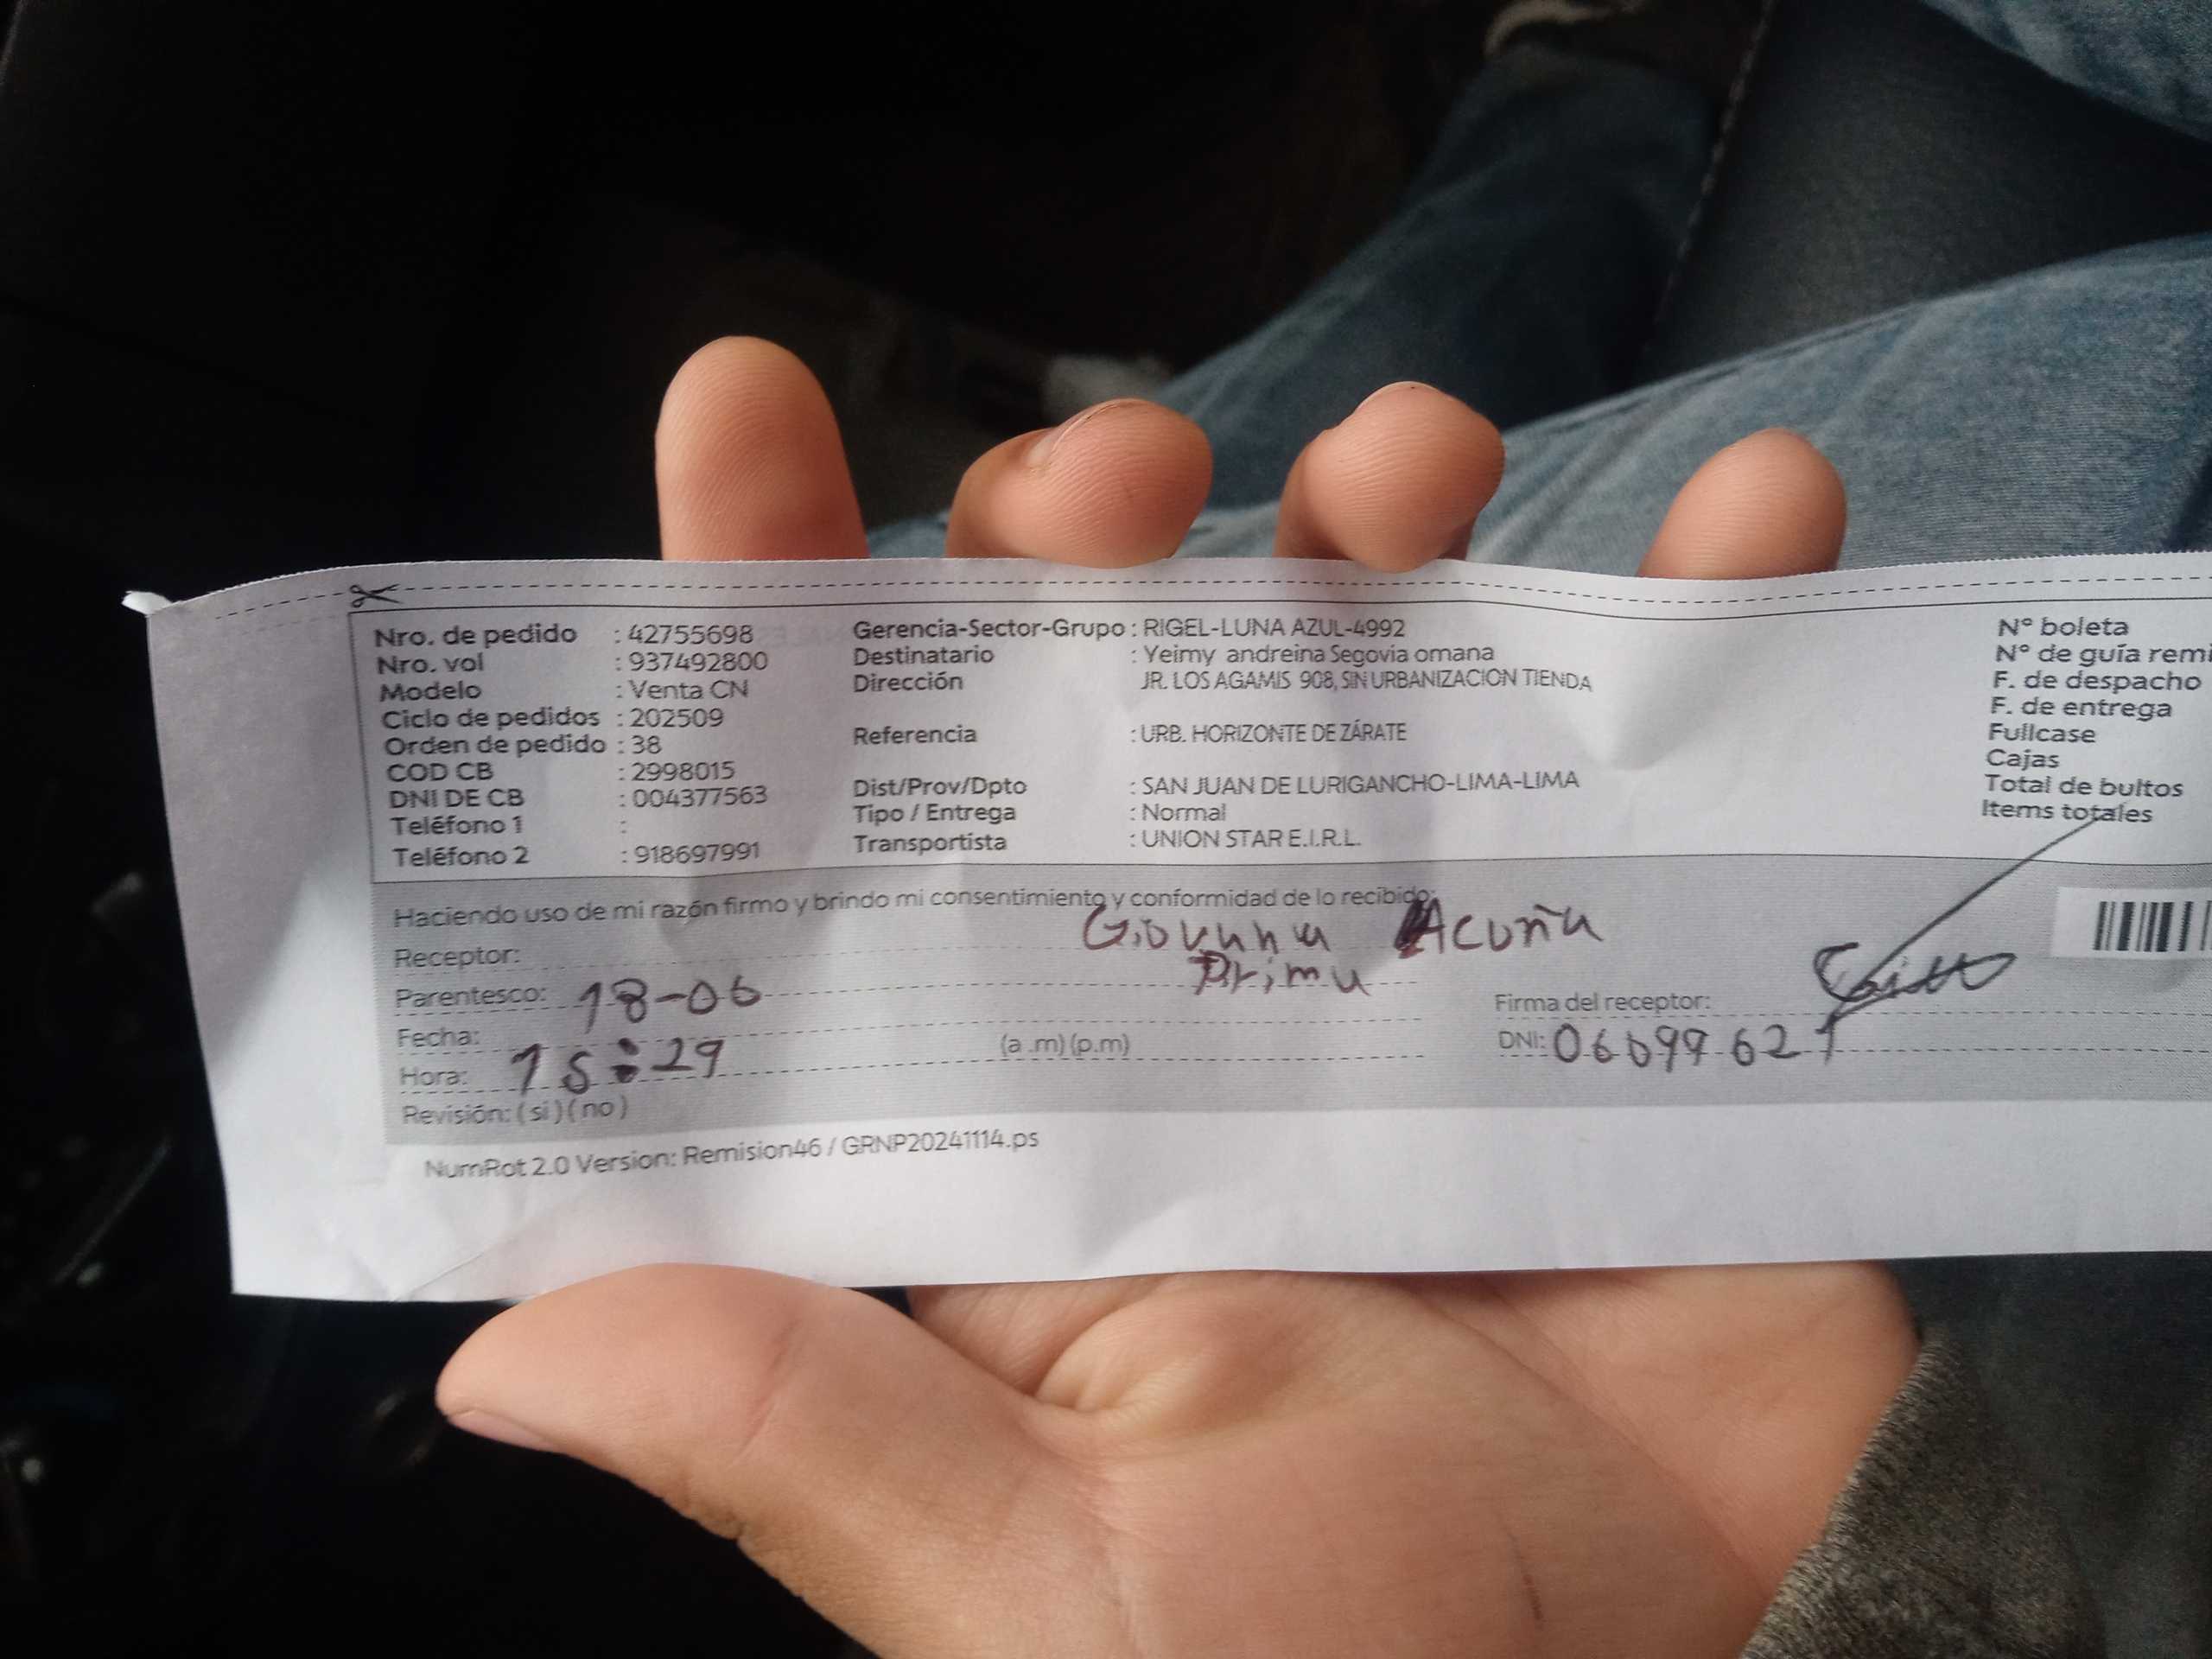 Nro. de pedido : 42755698
Nro. vol : 937492800
Modelo : Venta CN
Ciclo de pedidos : 202509
Orden de pedido : 38
COD CB : 2998015
DNI DE CB : 004377563
Teléfono 1 :
Teléfono 2 : 918697991
Gerencia-Sector-Grupo : RIGEL-LUNA AZUL-4992
Destinatario : Yeimy andreina Segovia omana
Dirección JR. LOS AGAMIS 908, SIN URBANIZACION TIENDA
Referencia : URB. HORIZONTE DE ZÁRATE
Dist/Prov/Dpto : SAN JUAN DE LURIGANCHO-LIMA-LIMA
Tipo / Entrega : Normal
Transportista : UNION STAR E.I.R.L.
N° boleta
N° de guía remi
F. de despacho
F. de entrega
Fullcase
Cajas
Total de bultos
Items totales
Haciendo uso de mi razón firmo y brindo mi consentimiento y conformidad de lo recibido:
Receptor: Giovanna Acuña
Parentesco: Prima
Fecha: 18-06
Hora: 15:29 (a .m) (p.m)
Revisión: ( si ) ( no )
Firma del receptor:
DNI: 06099621
NumRot 2.0 Version: Remision46 / GRNP20241114.ps